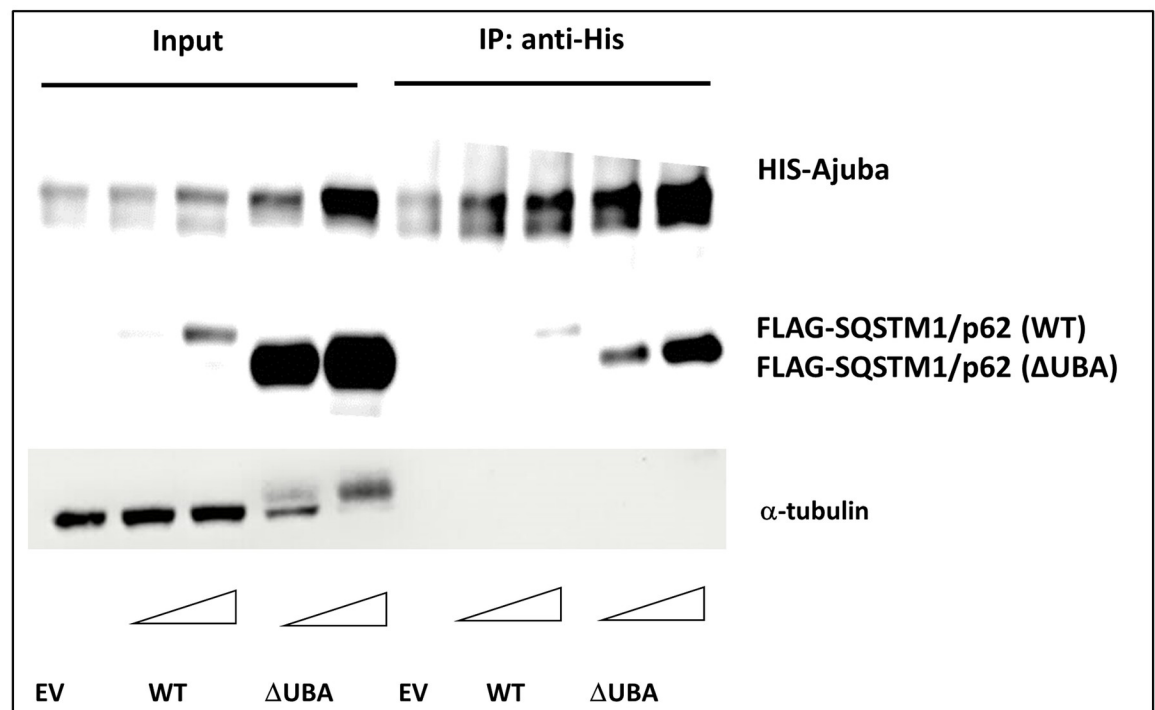 Input IP: anti-His
HIS-Ajuba
FLAG-SQSTM1/p62 (WT)
FLAG-SQSTM1/p62 (ΔUBA)
α-tubulin
EV WT ΔUBA EV WT ΔUBA